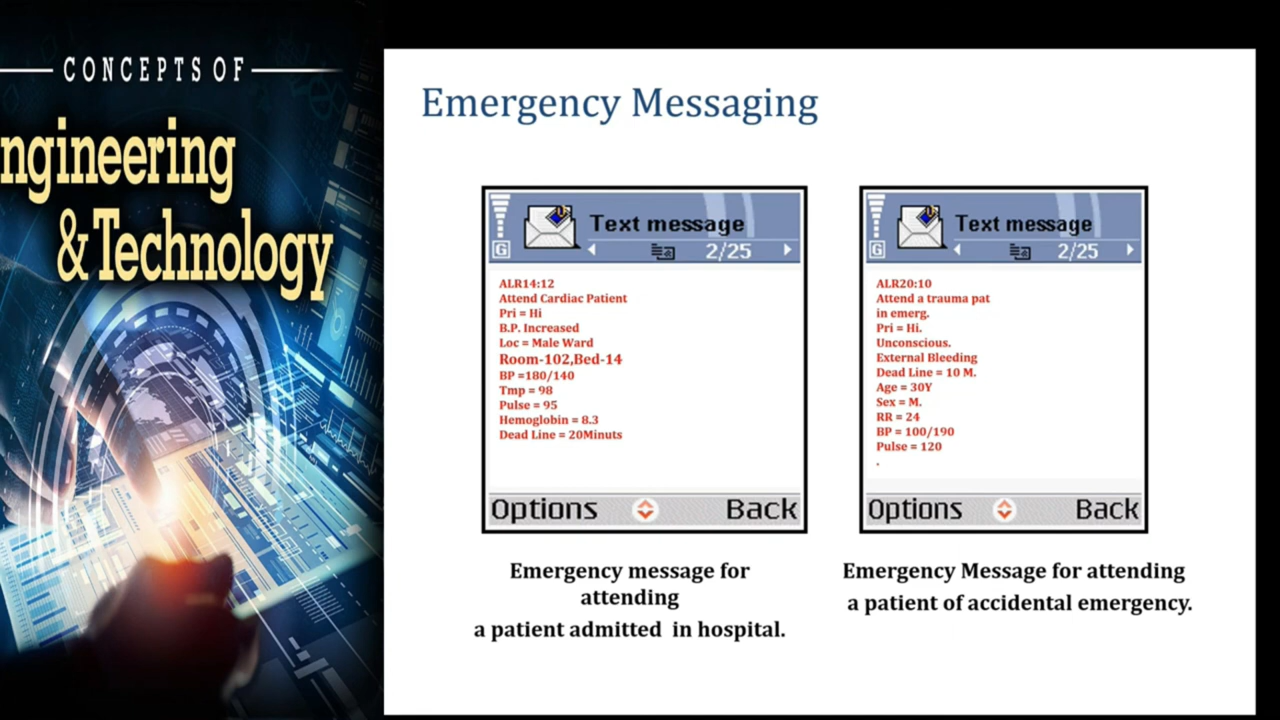 CONCEPTS OF
ngineering
& Technology
Emergency Messaging
Text message
G
2/25
ALR14:12
Attend Cardiac Patient
Pri = Hi
B.P. Increased
Loc = Male Ward
Room-102,Bed-14
BP =180/140
Tmp = 98
Pulse = 95
Hemoglobin = 8.3
Dead Line = 20Minuts
Options
Back
Emergency message for
attending
a patient admitted in hospital.
Text message
G
2/25
ALR20:10
Attend a trauma pat
in emerg.
Pri = Hi.
Unconscious.
External Bleeding
Dead Line = 10 M.
Age = 30Y
Sex = M.
RR = 24
BP = 100/190
Pulse = 120
.
Options
Back
Emergency Message for attending
a patient of accidental emergency.